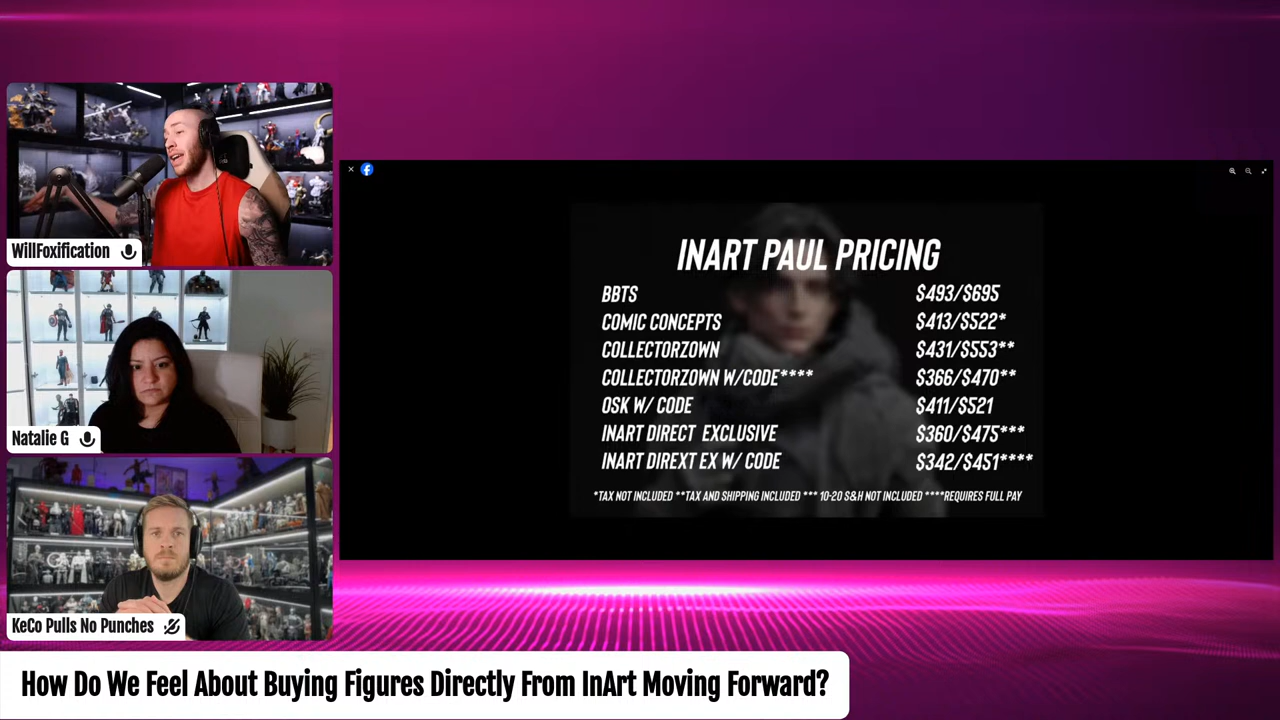 WillFoxification
Natalie G
KeCo Pulls No Punches
INART PAUL PRICING
BBTS $493/$695
COMIC CONCEPTS $413/$522*
COLLECTORZOWN $431/$553**
COLLECTORZOWN W/CODE**** $366/$470**
OSK W/ CODE $411/$521
INART DIRECT EXCLUSIVE $360/$475***
INART DIREXT EX W/ CODE $342/$451****
*TAX NOT INCLUDED **TAX AND SHIPPING INCLUDED *** 10-20 S&H NOT INCLUDED ****REQUIRES FULL PAY
How Do We Feel About Buying Figures Directly From InArt Moving Forward?